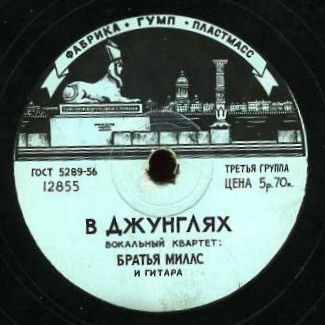 ФАБРИКА • ГУМП • ПЛАСТМАСС
ГОСТ 5289-56
12855
ТРЕТЬЯ ГРУППА
ЦЕНА 5р.70к.
В ДЖУНГЛЯХ
ВОКАЛЬНЫЙ КВАРТЕТ:
БРАТЬЯ МИЛЛС
И ГИТАРА